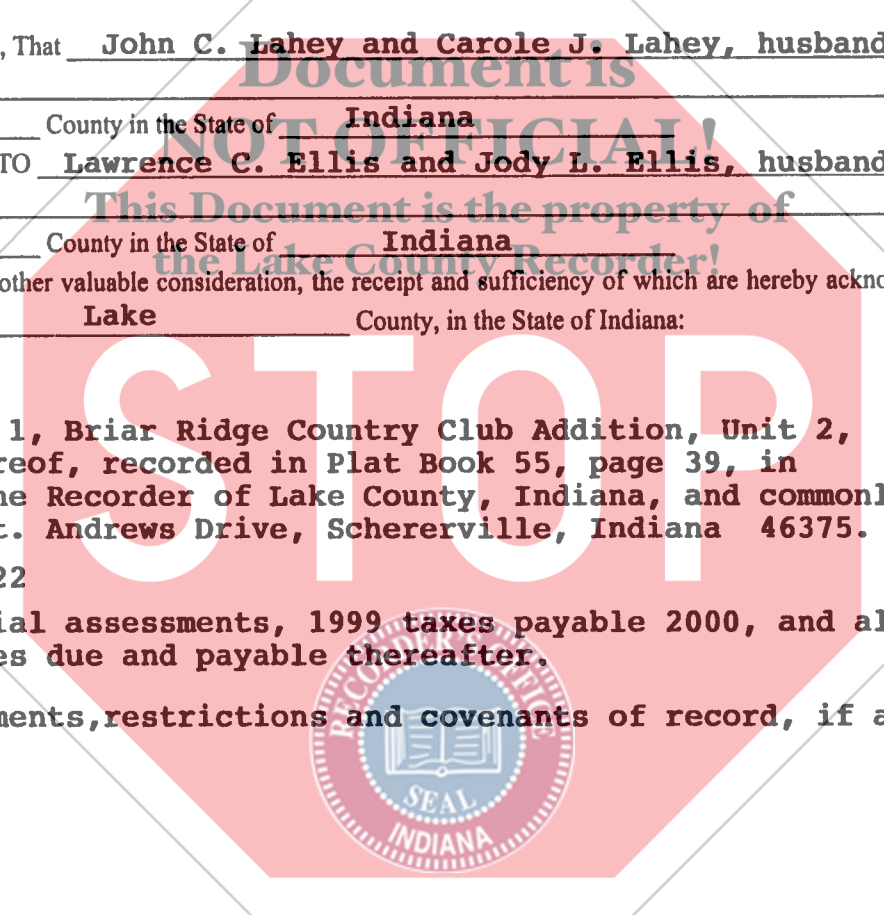 , That John C. Lahey and Carole J. Lahey, husband
Document is
County in the State of Indiana
NOT OFFICIAL!
TO Lawrence C. Ellis and Jody L. Ellis, husband
This Document is the property of
County in the State of Indiana
the Lake County Recorder!
other valuable consideration, the receipt and sufficiency of which are hereby ackno
Lake County, in the State of Indiana:
STOP
1, Briar Ridge Country Club Addition, Unit 2,
reof, recorded in Plat Book 55, page 39, in
he Recorder of Lake County, Indiana, and commonl
t. Andrews Drive, Schererville, Indiana 46375.
22
ial assessments, 1999 taxes payable 2000, and al
es due and payable thereafter.
ments,restrictions and covenants of record, if a
RECORDER'S OFFICE
SEAL
INDIANA